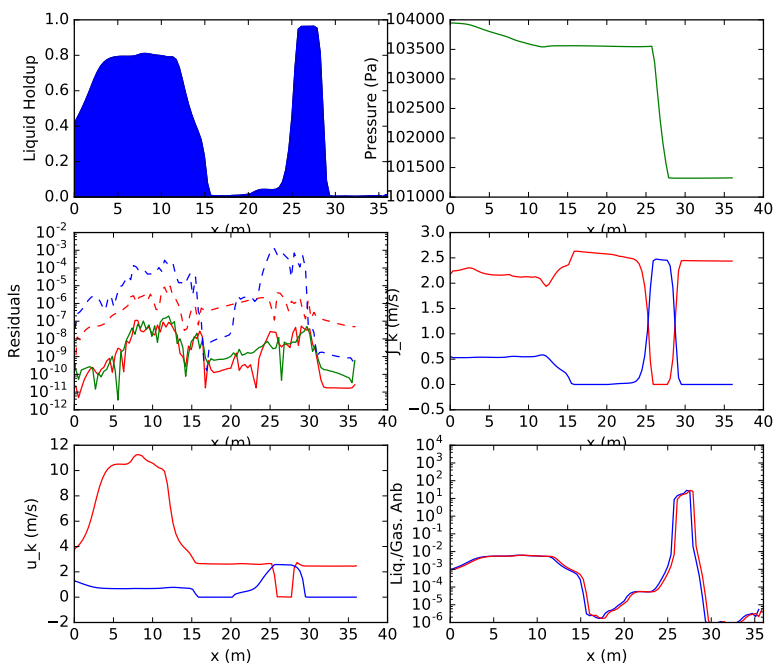 1.0
0.8
0.6
0.4
0.2
0.0
Liquid Holdup
0 5 10 15 20 25 30 35
x (m)
104000
103500
103000
102500
102000
101500
101000
Pressure (Pa)
0 5 10 15 20 25 30 35 40
x (m)
10^-2
10^-3
10^-4
10^-5
10^-6
10^-7
10^-8
10^-9
10^-10
10^-11
10^-12
Residuals
0 5 10 15 20 25 30 35 40
x (m)
3.0
2.5
2.0
1.5
1.0
0.5
0.0
−0.5
J_k (m/s)
0 5 10 15 20 25 30 35 40
x (m)
12
10
8
6
4
2
0
−2
u_k (m/s)
0 5 10 15 20 25 30 35 40
x (m)
10^4
10^3
10^2
10^1
10^0
10^-1
10^-2
10^-3
10^-4
10^-5
10^-6
Liq./Gas. Anb
0 5 10 15 20 25 30 35
x (m)